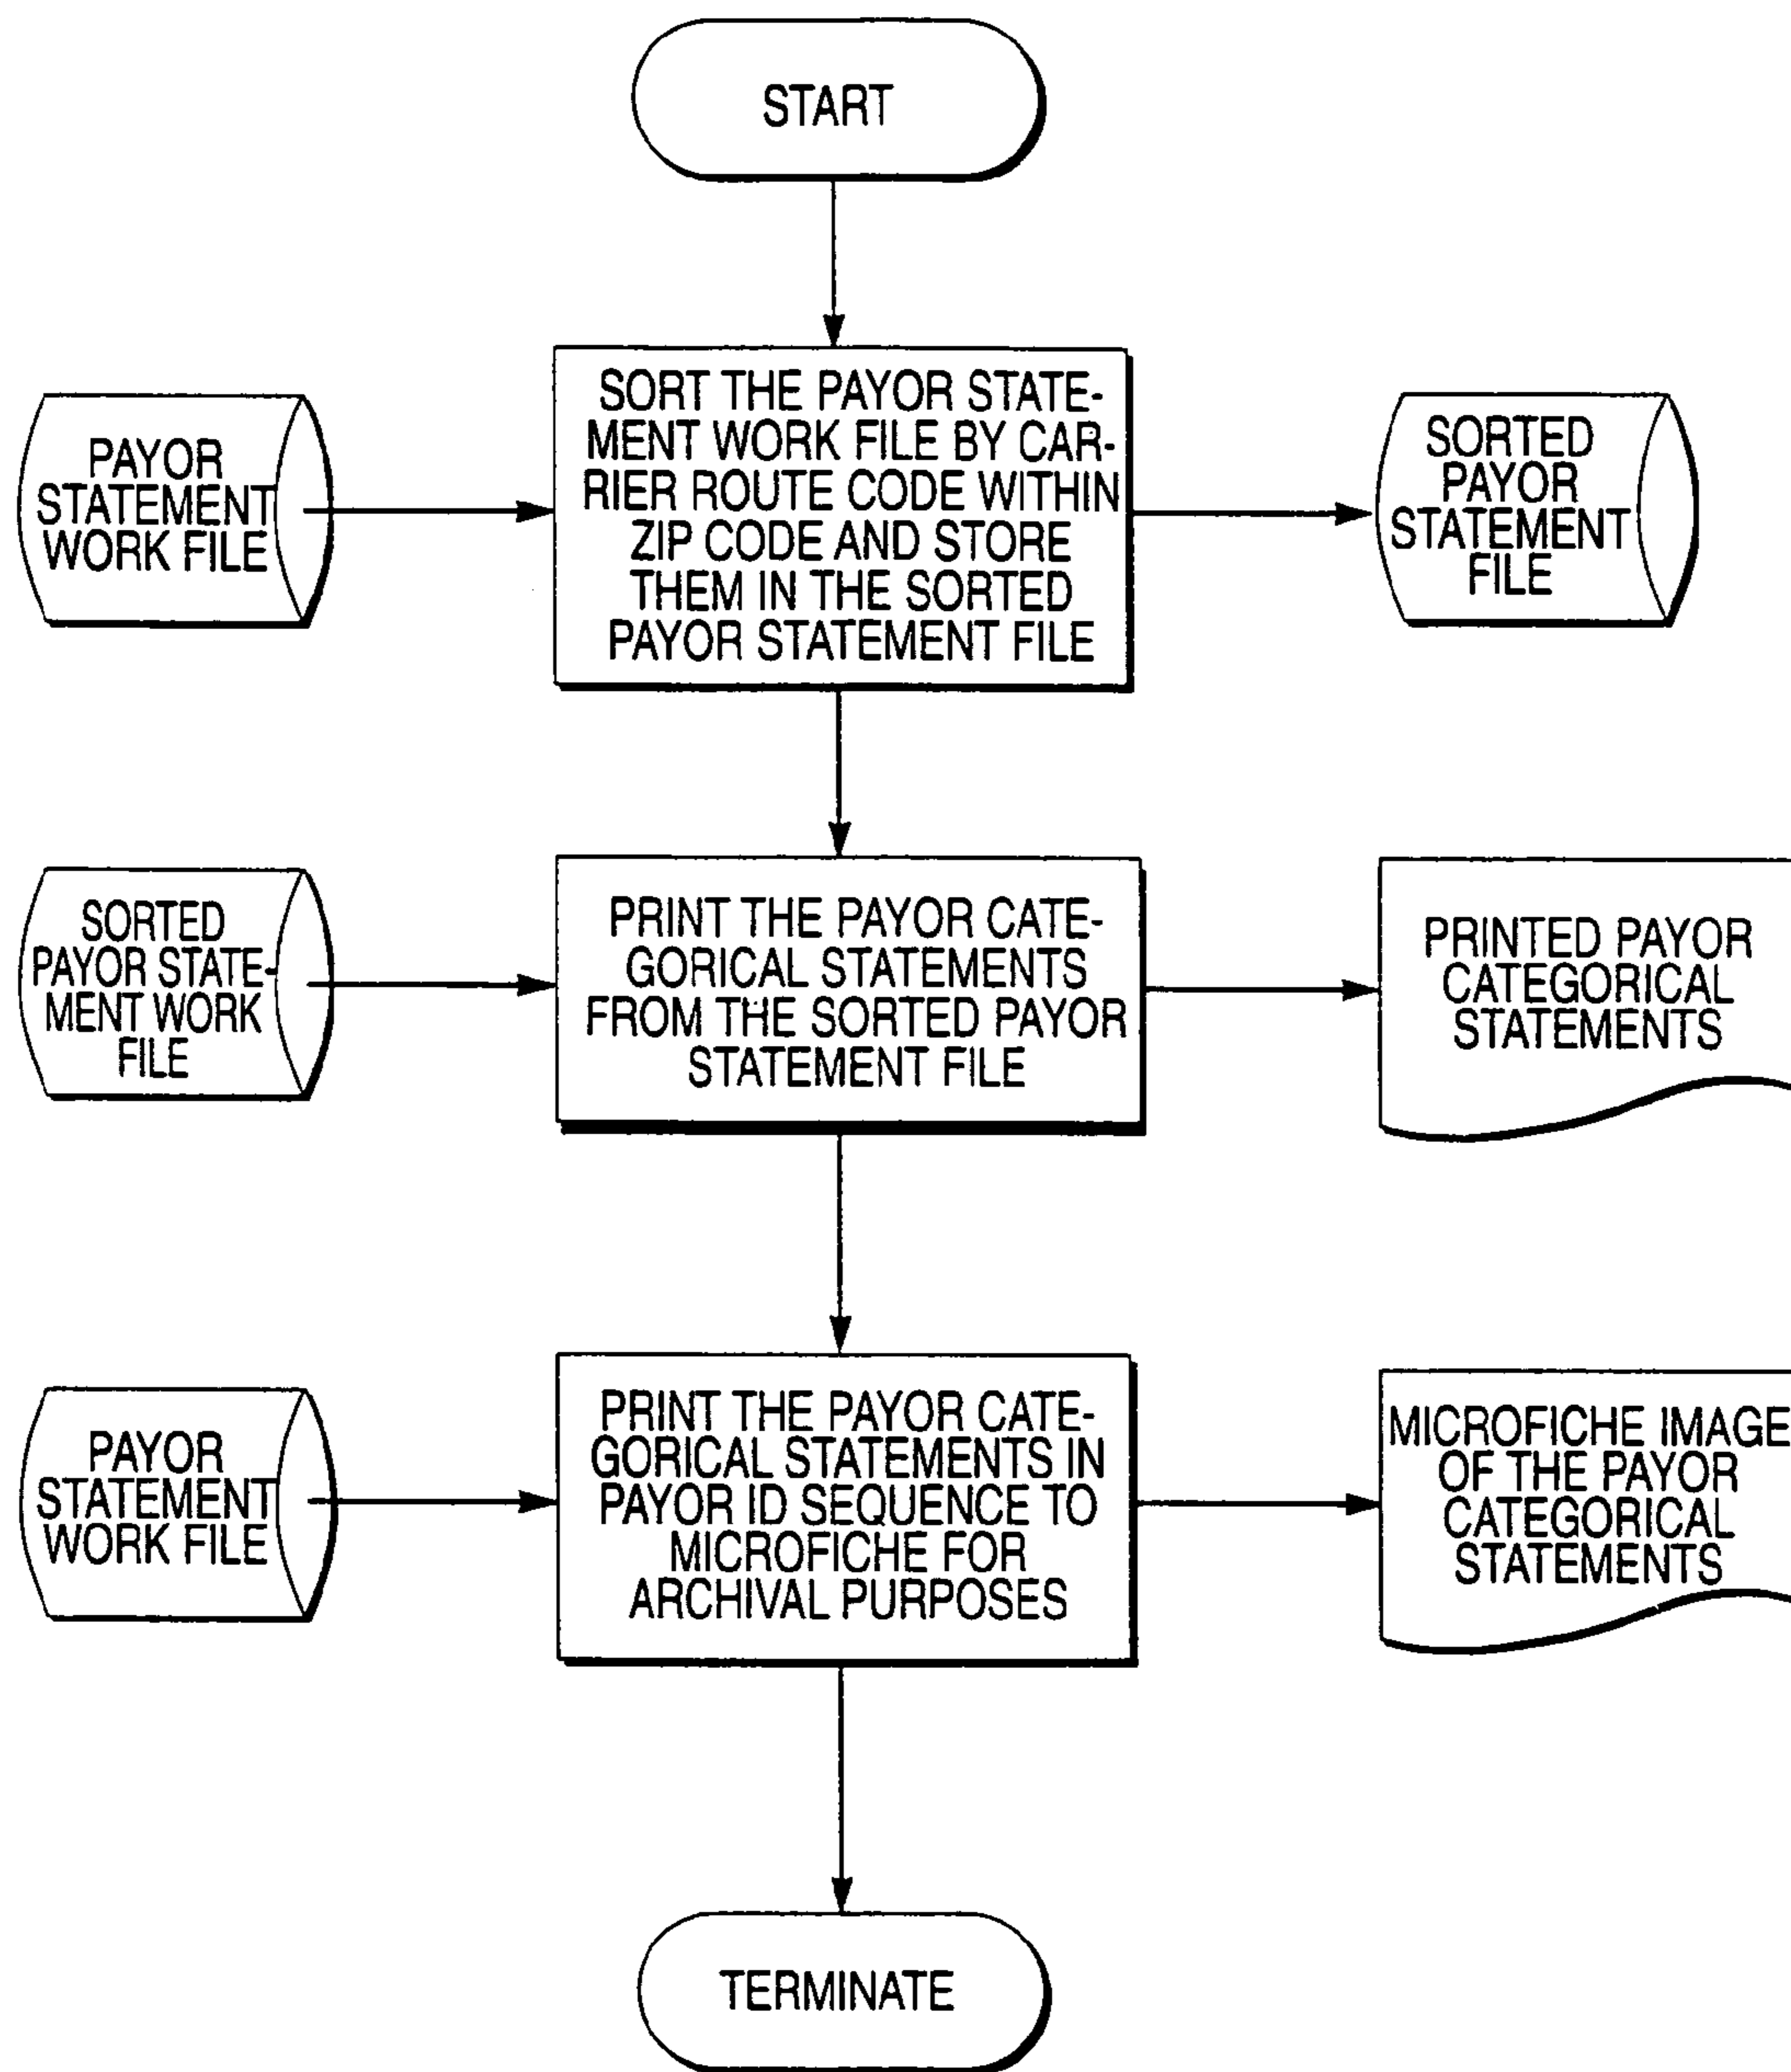 START
PAYOR
STATEMENT
WORK FILE
SORT THE PAYOR STATE-
MENT WORK FILE BY CAR-
RIER ROUTE CODE WITHIN
ZIP CODE AND STORE
THEM IN THE SORTED
PAYOR STATEMENT FILE
SORTED
PAYOR
STATEMENT
FILE
SORTED
PAYOR STATE-
MENT WORK
FILE
PRINT THE PAYOR CATE-
GORICAL STATEMENTS
FROM THE SORTED PAYOR
STATEMENT FILE
PRINTED PAYOR
CATEGORICAL
STATEMENTS
PAYOR
STATEMENT
WORK FILE
PRINT THE PAYOR CATE-
GORICAL STATEMENTS IN
PAYOR ID SEQUENCE TO
MICROFICHE FOR
ARCHIVAL PURPOSES
MICROFICHE IMAGE
OF THE PAYOR
CATEGORICAL
STATEMENTS
TERMINATE